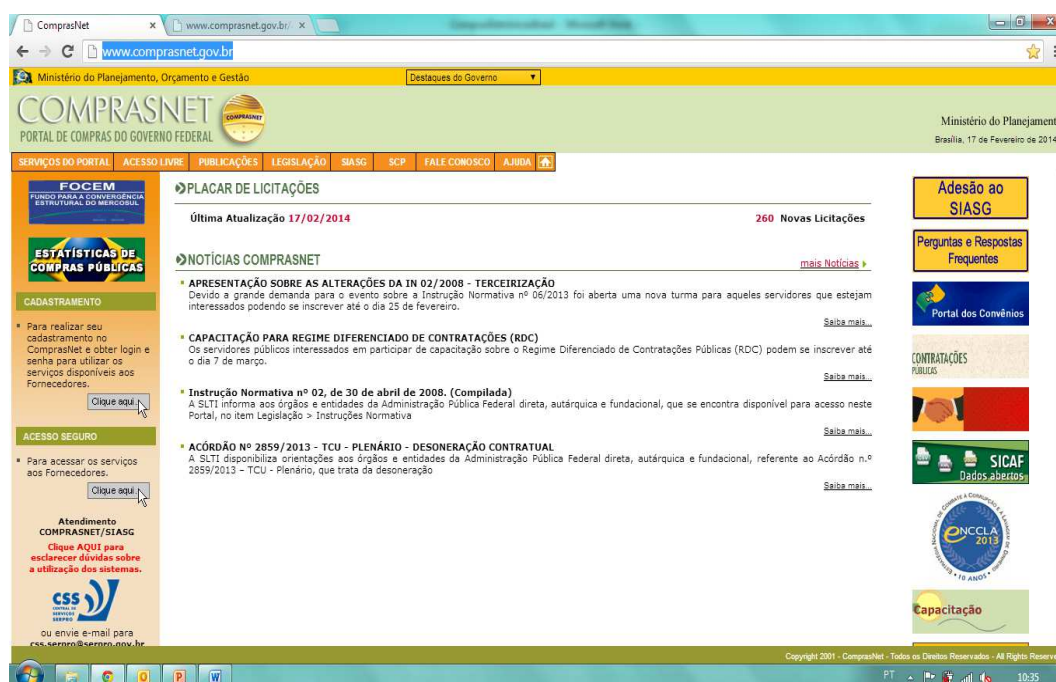 ComprasNet
www.comprasnet.gov.br/
www.comprasnet.gov.br
Ministério do Planejamento, Orçamento e Gestão
Destaques do Governo
COMPRASNET
COMPRASNET
PORTAL DE COMPRAS DO GOVERNO FEDERAL
Ministério do Planejament
Brasília, 17 de Fevereiro de 2014
SERVIÇOS DO PORTAL ACESSO LIVRE PUBLICAÇÕES LEGISLAÇÃO SIASG SCP FALE CONOSCO AJUDA
FOCEM
FUNDO PARA A CONVERGÊNCIA
ESTRUTURAL DO MERCOSUL
ESTATÍSTICAS DE
COMPRAS PÚBLICAS
CADASTRAMENTO
Para realizar seu
cadastramento no
ComprasNet e obter login e
senha para utilizar os
serviços disponíveis aos
Fornecedores.
Clique aqui
ACESSO SEGURO
Para acessar os serviços
aos Fornecedores.
Clique aqui
Atendimento
COMPRASNET/SIASG
Clique AQUI para
esclarecer dúvidas sobre
a utilização dos sistemas.
CSS
CENTRAL DE
SERVIÇOS
SERPRO
ou envie e-mail para
css.serpro@serpro.gov.br
PLACAR DE LICITAÇÕES
Última Atualização 17/02/2014
260 Novas Licitações
NOTÍCIAS COMPRASNET
mais Notícias
APRESENTAÇÃO SOBRE AS ALTERAÇÕES DA IN 02/2008 - TERCEIRIZAÇÃO
Devido a grande demanda para o evento sobre a Instrução Normativa nº 06/2013 foi aberta uma nova turma para aqueles servidores que estejam
interessados podendo se inscrever até o dia 25 de fevereiro.
Saiba mais...
CAPACITAÇÃO PARA REGIME DIFERENCIADO DE CONTRATAÇÕES (RDC)
Os servidores públicos interessados em participar de capacitação sobre o Regime Diferenciado de Contratações Públicas (RDC) podem se inscrever até
o dia 7 de março.
Saiba mais...
Instrução Normativa nº 02, de 30 de abril de 2008. (Compilada)
A SLTI informa aos órgãos e entidades da Administração Pública Federal direta, autárquica e fundacional, que se encontra disponível para acesso neste
Portal, no item Legislação > Instruções Normativa
Saiba mais...
ACÓRDÃO Nº 2859/2013 - TCU - PLENÁRIO - DESONERAÇÃO CONTRATUAL
A SLTI disponibiliza orientações aos órgãos e entidades da Administração Pública Federal direta, autárquica e fundacional, referente ao Acórdão n.º
2859/2013 – TCU - Plenário, que trata da desoneração
Saiba mais...
Adesão ao
SIASG
Perguntas e Respostas
Frequentes
Portal dos Convênios
CONTRATAÇÕES
PÚBLICAS
SICAF
Dados abertos
ENCCLA
2013
10 ANOS
Capacitação
Copyright 2001 - ComprasNet - Todos os Direitos Reservados - All Rights Reserve
PT
10:35